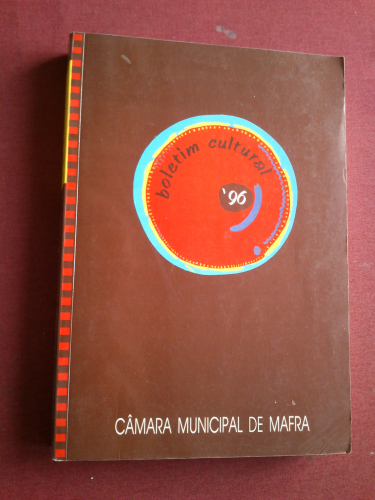 boletim cultural
'96
CÂMARA MUNICIPAL DE MAFRA